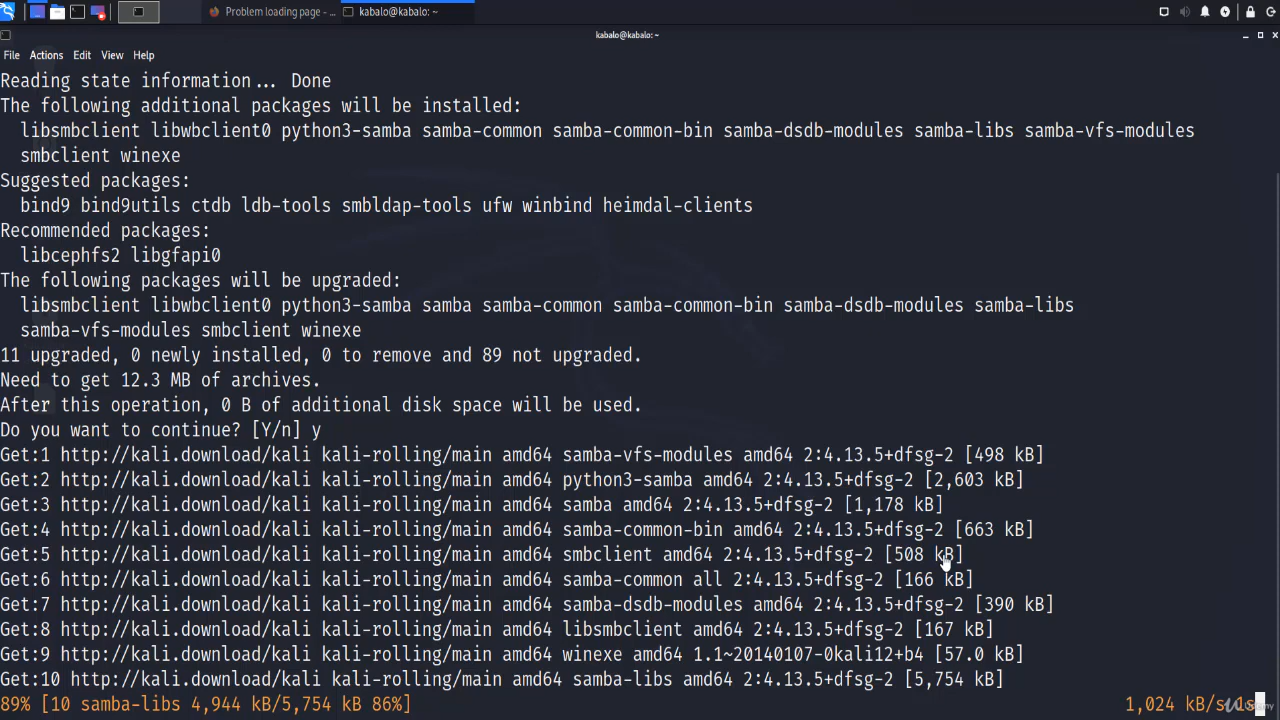 Problem loading page - ...
kabalo@kabalo: ~
kabalo@kabalo: ~
File Actions Edit View Help
Reading state information... Done
The following additional packages will be installed:
libsmbclient libwbclient0 python3-samba samba-common samba-common-bin samba-dsdb-modules samba-libs samba-vfs-modules
smbclient winexe
Suggested packages:
bind9 bind9utils ctdb ldb-tools smbldap-tools ufw winbind heimdal-clients
Recommended packages:
libcephfs2 libgfapi0
The following packages will be upgraded:
libsmbclient libwbclient0 python3-samba samba samba-common samba-common-bin samba-dsdb-modules samba-libs
samba-vfs-modules smbclient winexe
11 upgraded, 0 newly installed, 0 to remove and 89 not upgraded.
Need to get 12.3 MB of archives.
After this operation, 0 B of additional disk space will be used.
Do you want to continue? [Y/n] y
Get:1 http://kali.download/kali kali-rolling/main amd64 samba-vfs-modules amd64 2:4.13.5+dfsg-2 [498 kB]
Get:2 http://kali.download/kali kali-rolling/main amd64 python3-samba amd64 2:4.13.5+dfsg-2 [2,603 kB]
Get:3 http://kali.download/kali kali-rolling/main amd64 samba amd64 2:4.13.5+dfsg-2 [1,178 kB]
Get:4 http://kali.download/kali kali-rolling/main amd64 samba-common-bin amd64 2:4.13.5+dfsg-2 [663 kB]
Get:5 http://kali.download/kali kali-rolling/main amd64 smbclient amd64 2:4.13.5+dfsg-2 [508 kB]
Get:6 http://kali.download/kali kali-rolling/main amd64 samba-common all 2:4.13.5+dfsg-2 [166 kB]
Get:7 http://kali.download/kali kali-rolling/main amd64 samba-dsdb-modules amd64 2:4.13.5+dfsg-2 [390 kB]
Get:8 http://kali.download/kali kali-rolling/main amd64 libsmbclient amd64 2:4.13.5+dfsg-2 [167 kB]
Get:9 http://kali.download/kali kali-rolling/main amd64 winexe amd64 1.1~20140107-0kali12+b4 [57.0 kB]
Get:10 http://kali.download/kali kali-rolling/main amd64 samba-libs amd64 2:4.13.5+dfsg-2 [5,754 kB]
89% [10 samba-libs 4,944 kB/5,754 kB 86%] 1,024 kB/s 1s
Udemy